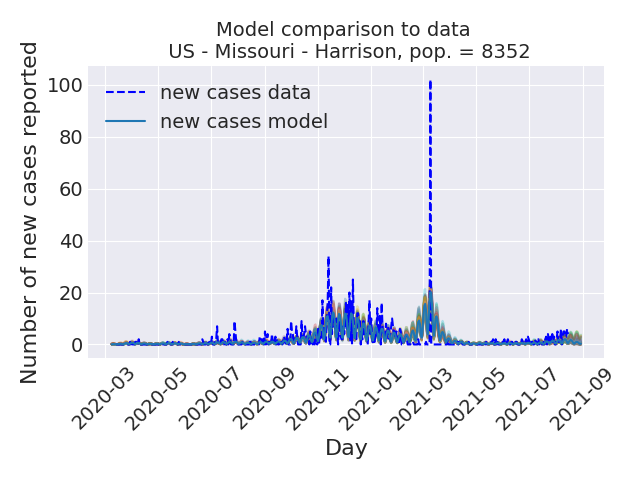 Model comparison to data
US - Missouri - Harrison, pop. = 8352
new cases data
new cases model
Number of new cases reported
100
80
60
40
20
0
2020-03
2020-05
2020-07
2020-09
2020-11
2021-01
2021-03
2021-05
2021-07
2021-09
Day